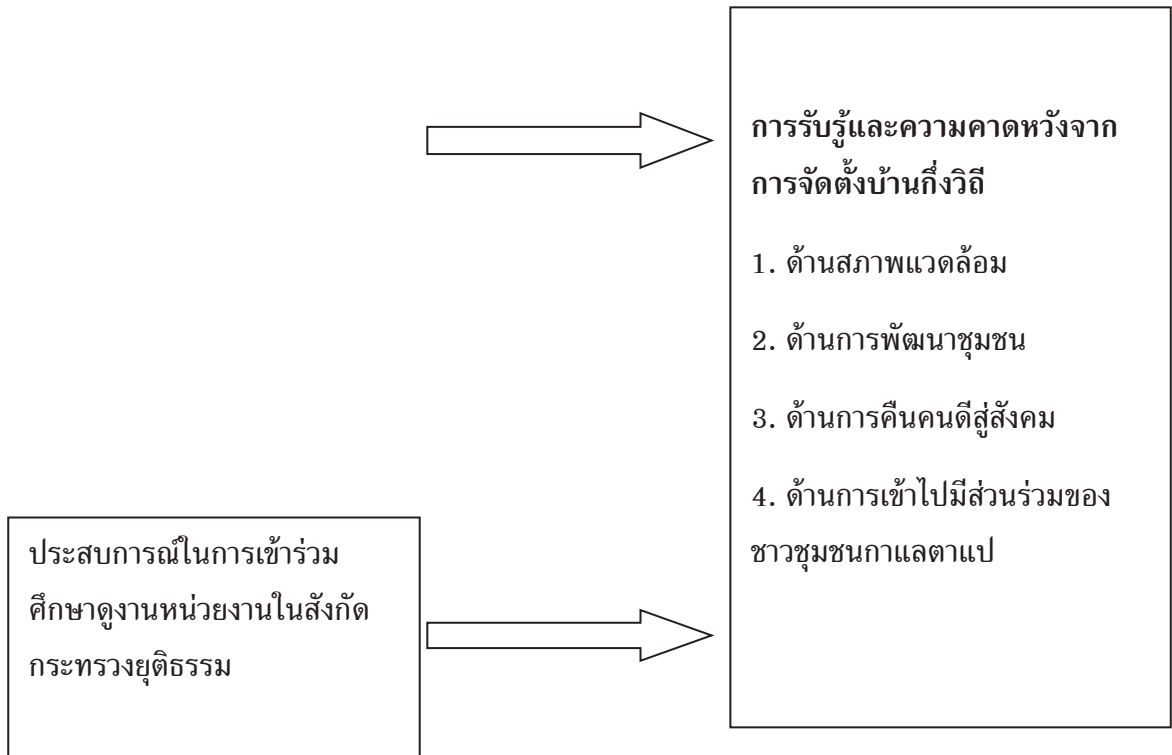 การรับรู้และความคาดหวังจาก
การจัดตั้งบ้านกึ่งวิถี
1. ด้านสภาพแวดล้อม
2. ด้านการพัฒนาชุมชน
3. ด้านการคืนคนดีสู่สังคม
4. ด้านการเข้าไปมีส่วนร่วมของ
ชาวชุมชนกาแลตาแป
ประสบการณ์ในการเข้าร่วม
ศึกษาดูงานหน่วยงานในสังกัด
กระทรวงยุติธรรม